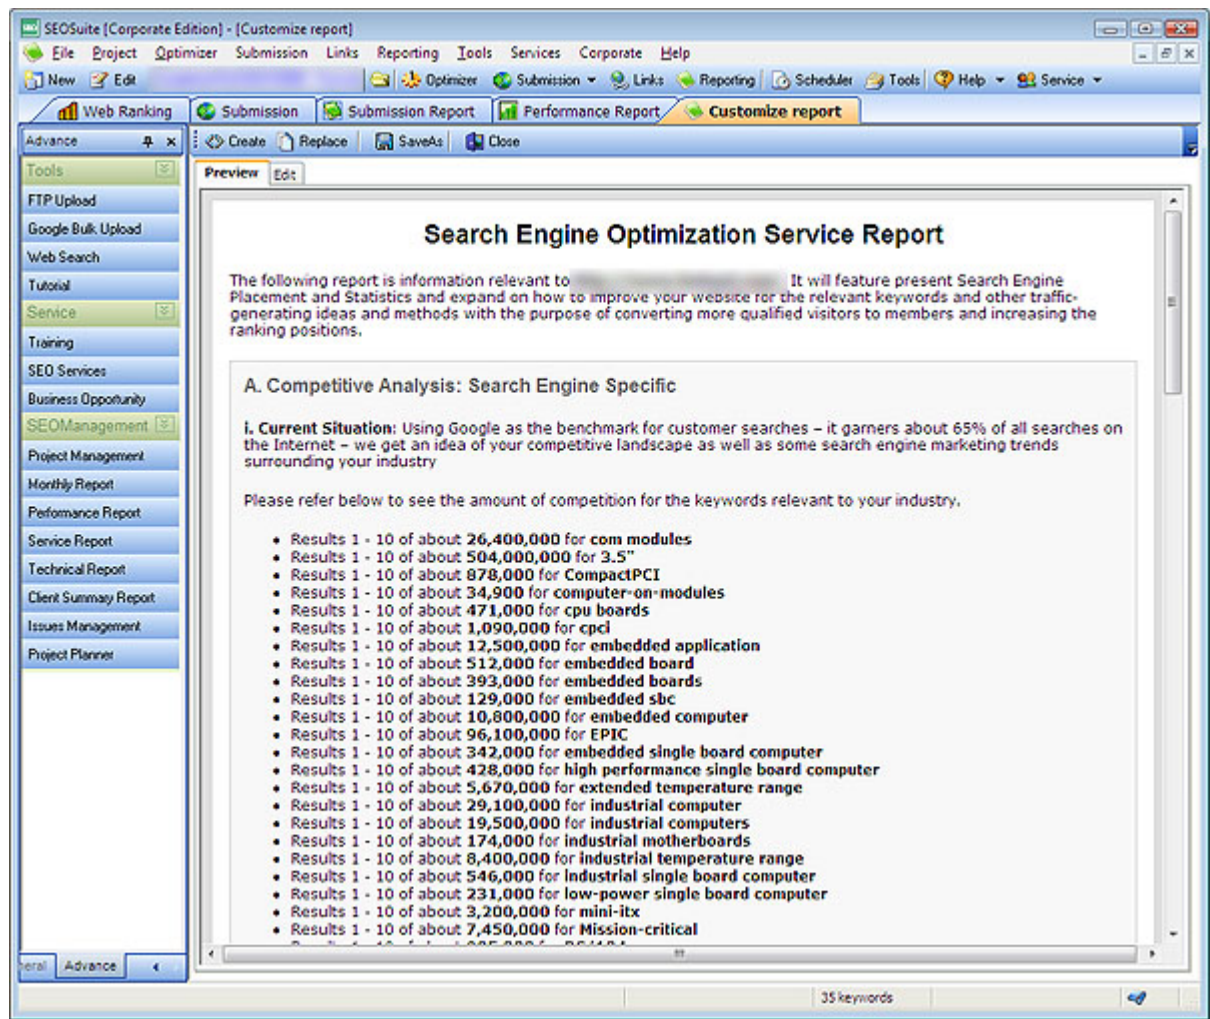 SEOSuite [Corporate Edition] - [Customize report]
File Project Optimizer Submission Links Reporting Tools Services Corporate Help
New Edit Optimizer Submission Links Reporting Scheduler Tools Help Service
Web Ranking Submission Submission Report Performance Report Customize report
Advance Create Replace SaveAs Close
Tools
FTP Upload
Google Bulk Upload
Web Search
Tutorial
Service
Training
SEO Services
Business Opportunity
SEOManagement
Project Management
Monthly Report
Performance Report
Service Report
Technical Report
Client Summary Report
Issues Management
Project Planner
Preview Edit
Search Engine Optimization Service Report
The following report is information relevant to It will feature present Search Engine
Placement and Statistics and expand on how to improve your website for the relevant keywords and other traffic-
generating ideas and methods with the purpose of converting more qualified visitors to members and increasing the
ranking positions.
A. Competitive Analysis: Search Engine Specific
i. Current Situation: Using Google as the benchmark for customer searches – it garners about 65% of all searches on
the Internet – we get an idea of your competitive landscape as well as some search engine marketing trends
surrounding your industry
Please refer below to see the amount of competition for the keywords relevant to your industry.
• Results 1 - 10 of about 26,400,000 for com modules
• Results 1 - 10 of about 504,000,000 for 3.5"
• Results 1 - 10 of about 878,000 for CompactPCI
• Results 1 - 10 of about 34,900 for computer-on-modules
• Results 1 - 10 of about 471,000 for cpu boards
• Results 1 - 10 of about 1,090,000 for cpci
• Results 1 - 10 of about 12,500,000 for embedded application
• Results 1 - 10 of about 512,000 for embedded board
• Results 1 - 10 of about 393,000 for embedded boards
• Results 1 - 10 of about 129,000 for embedded sbc
• Results 1 - 10 of about 10,800,000 for embedded computer
• Results 1 - 10 of about 96,100,000 for EPIC
• Results 1 - 10 of about 342,000 for embedded single board computer
• Results 1 - 10 of about 428,000 for high performance single board computer
• Results 1 - 10 of about 5,670,000 for extended temperature range
• Results 1 - 10 of about 29,100,000 for industrial computer
• Results 1 - 10 of about 19,500,000 for industrial computers
• Results 1 - 10 of about 174,000 for industrial motherboards
• Results 1 - 10 of about 8,400,000 for industrial temperature range
• Results 1 - 10 of about 546,000 for industrial single board computer
• Results 1 - 10 of about 231,000 for low-power single board computer
• Results 1 - 10 of about 3,200,000 for mini-itx
• Results 1 - 10 of about 7,450,000 for Mission-critical
Advance
35 keywords